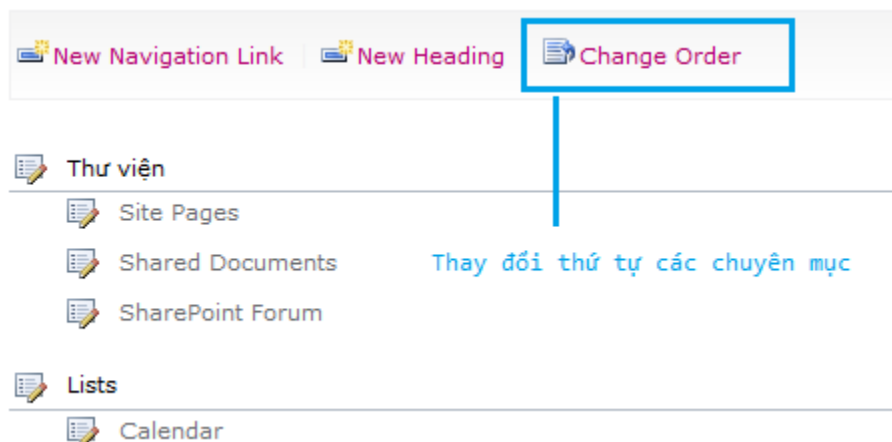 New Navigation Link New Heading Change Order
Thư viện
Site Pages
Shared Documents Thay đổi thứ tự các chuyên mục
SharePoint Forum
Lists
Calendar